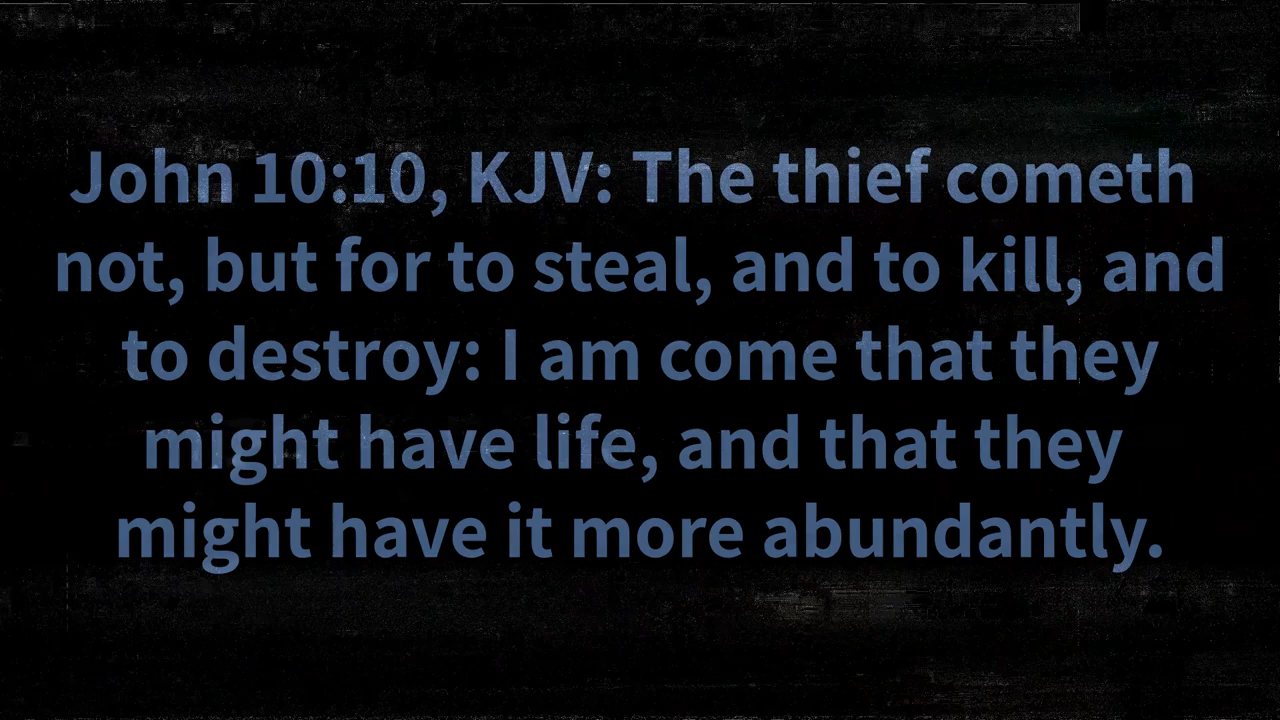 John 10:10, KJV: The thief cometh
not, but for to steal, and to kill, and
to destroy: I am come that they
might have life, and that they
might have it more abundantly.